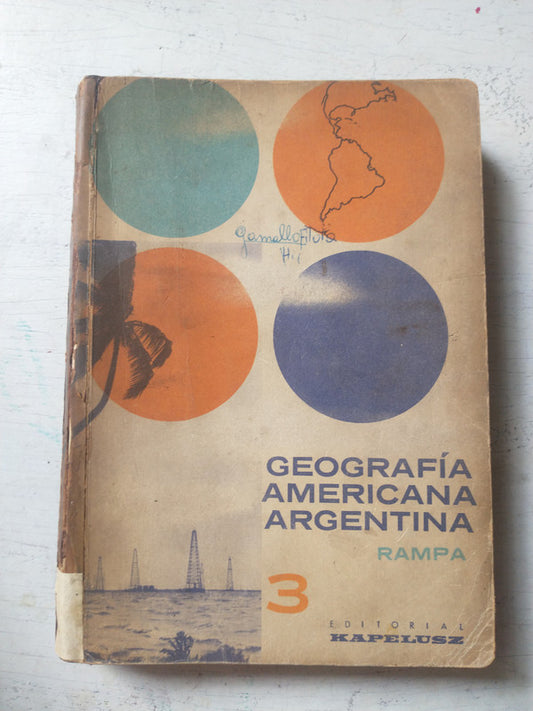 GEOGRAFÍA
AMERICANA
ARGENTINA
RAMPA
3
EDITORIAL
KAPELUSZ